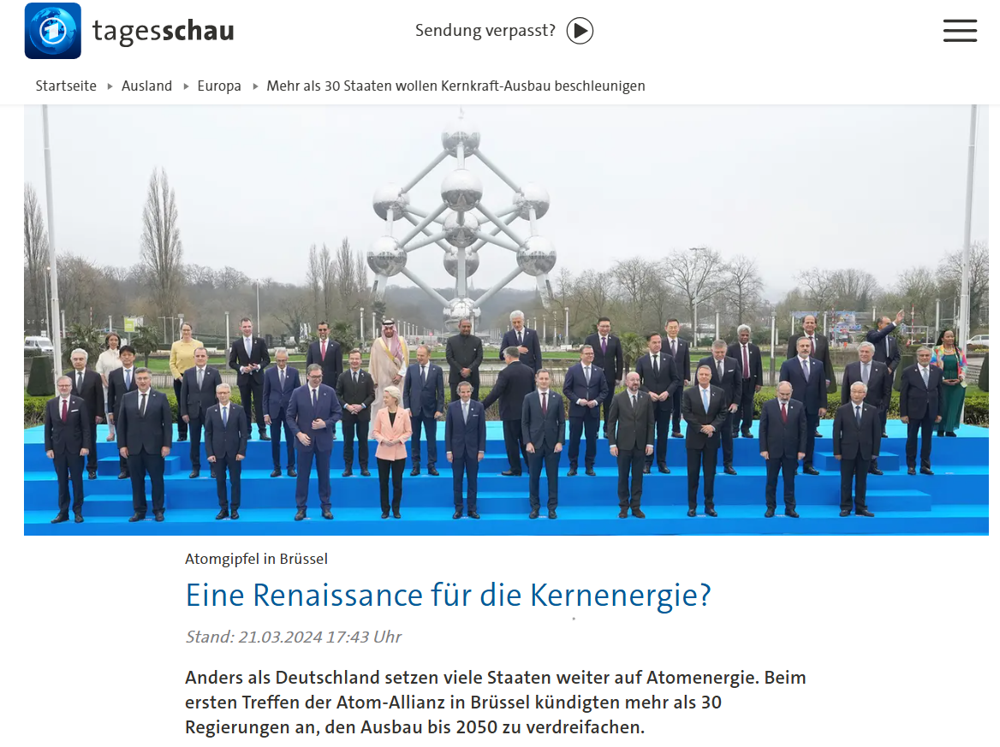 tagesschau
Sendung verpasst?
Startseite Ausland Europa Mehr als 30 Staaten wollen Kernkraft-Ausbau beschleunigen
Atomgipfel in Brüssel
Eine Renaissance für die Kernenergie?
Stand: 21.03.2024 17:43 Uhr
Anders als Deutschland setzen viele Staaten weiter auf Atomenergie. Beim
ersten Treffen der Atom-Allianz in Brüssel kündigten mehr als 30
Regierungen an, den Ausbau bis 2050 zu verdreifachen.